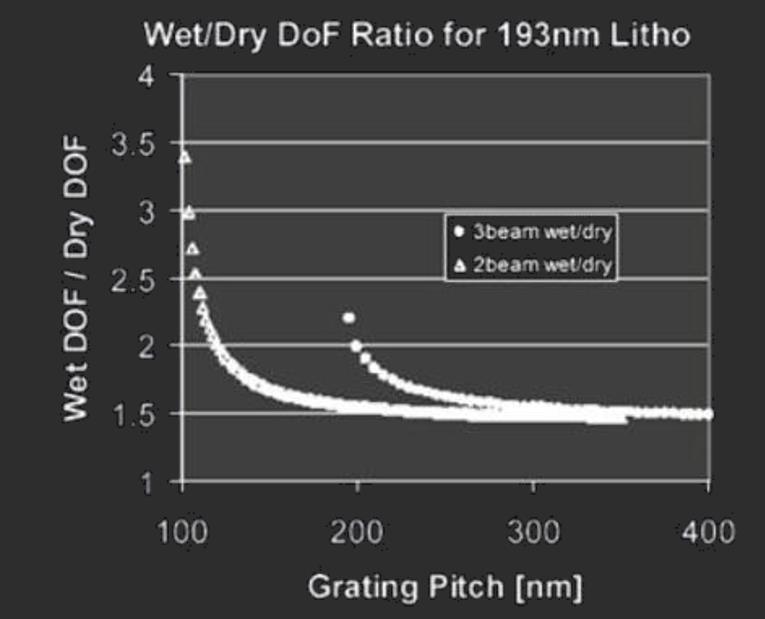 Wet/Dry DoF Ratio for 193nm Litho
4
3.5
3
2.5
2
1.5
1
Wet DOF / Dry DOF
3beam wet/dry
2beam wet/dry
100 200 300 400
Grating Pitch [nm]